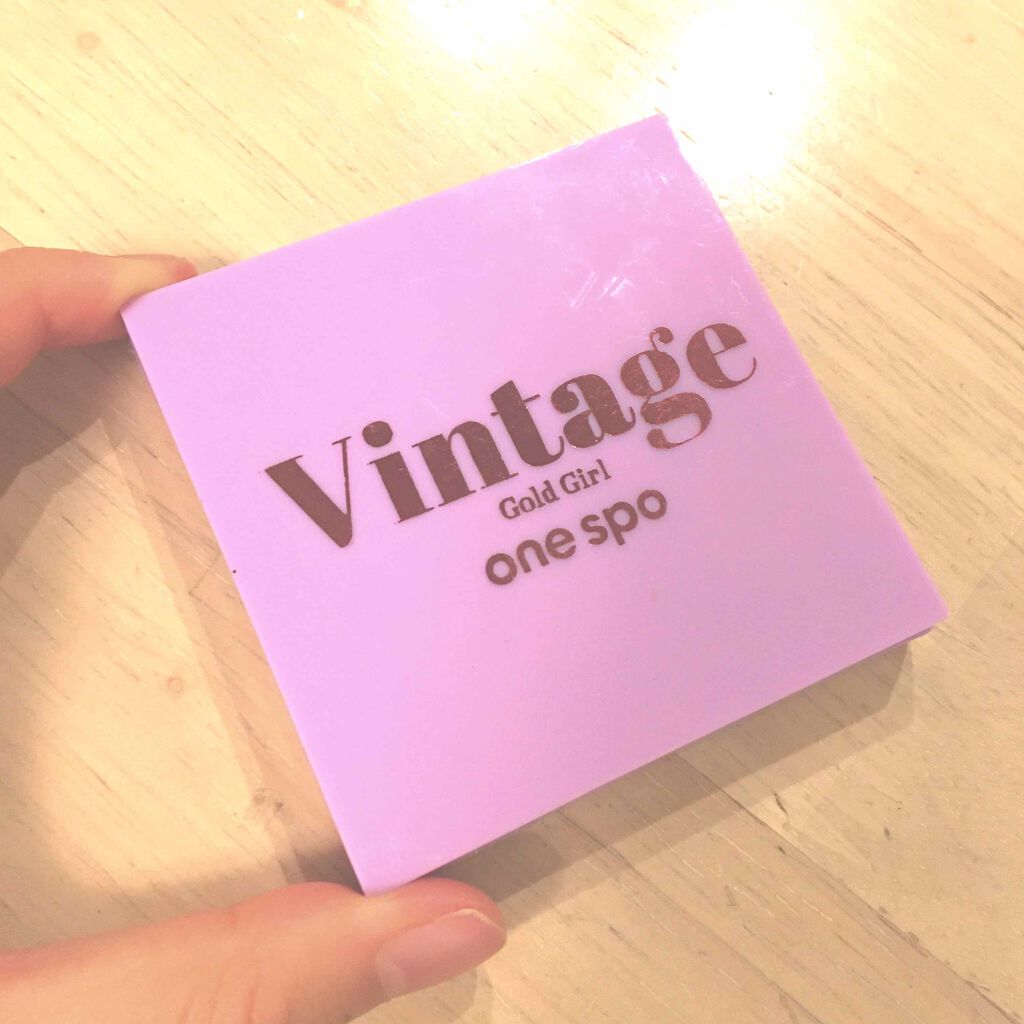 Vintage
Gold Girl
one spo